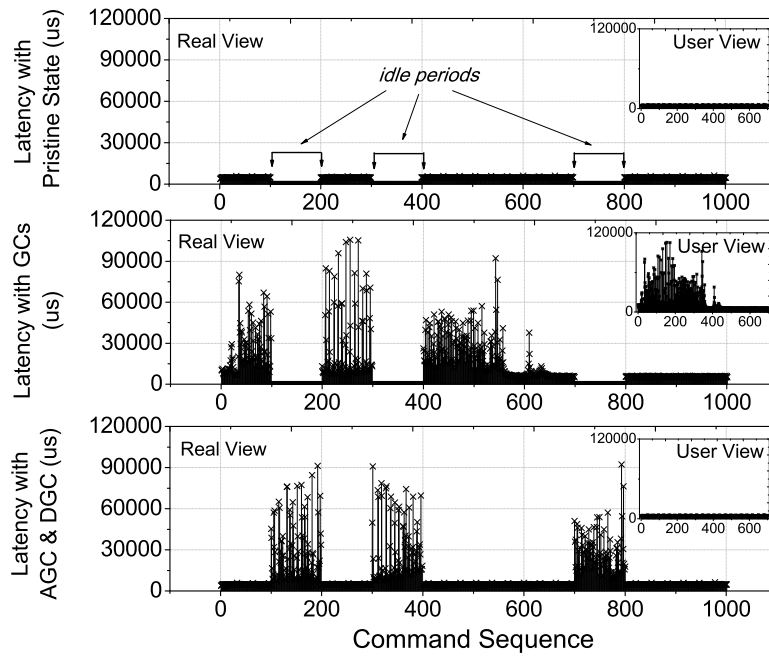 Latency with
Pristine State (us)
120000
90000
60000
30000
0
Real View
idle periods
User View
120000
0
0 200 400 600
0 200 400 600 800 1000
Latency with GCs
(us)
120000
90000
60000
30000
0
Real View
User View
120000
0
0 200 400 600
0 200 400 600 800 1000
Latency with
AGC & DGC (us)
120000
90000
60000
30000
0
Real View
User View
120000
0
0 200 400 600
0 200 400 600 800 1000
Command Sequence